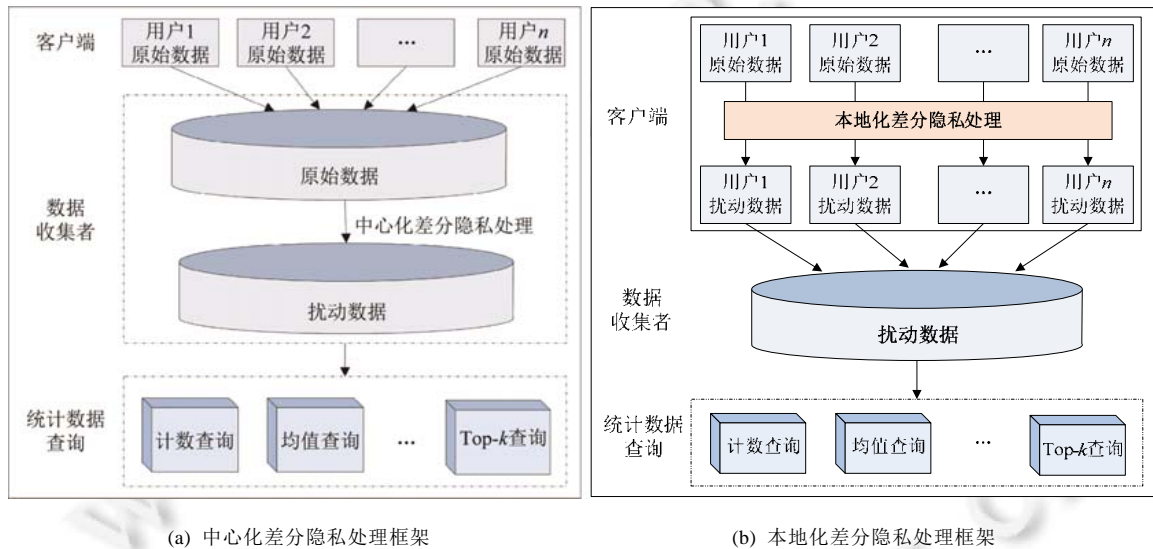 客户端
用户1
原始数据
用户2
原始数据
...
用户n
原始数据
数据
收集者
原始数据
中心化差分隐私处理
扰动数据
统计数据
查询
计数查询
均值查询
...
Top-k查询
(a) 中心化差分隐私处理框架
用户1
原始数据
用户2
原始数据
...
用户n
原始数据
客户端
本地化差分隐私处理
用户1
扰动数据
用户2
扰动数据
...
用户n
扰动数据
数据
收集者
扰动数据
统计数据
查询
计数查询
均值查询
...
Top-k查询
(b) 本地化差分隐私处理框架